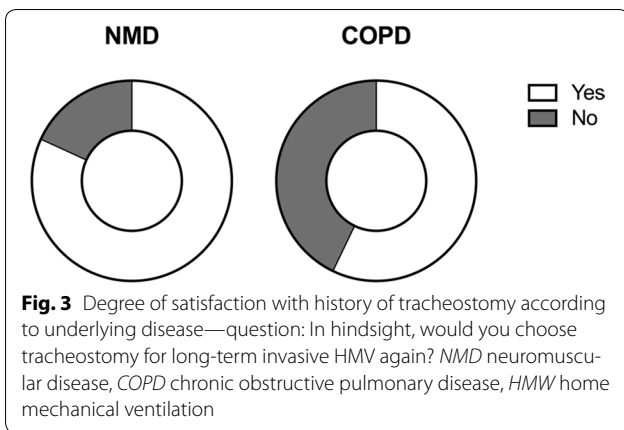 NMD
COPD
Yes
No
Fig. 3 Degree of satisfaction with history of tracheostomy according
to underlying disease—question: In hindsight, would you choose
tracheostomy for long-term invasive HMV again? NMD neuromuscu-
lar disease, COPD chronic obstructive pulmonary disease, HMW home
mechanical ventilation